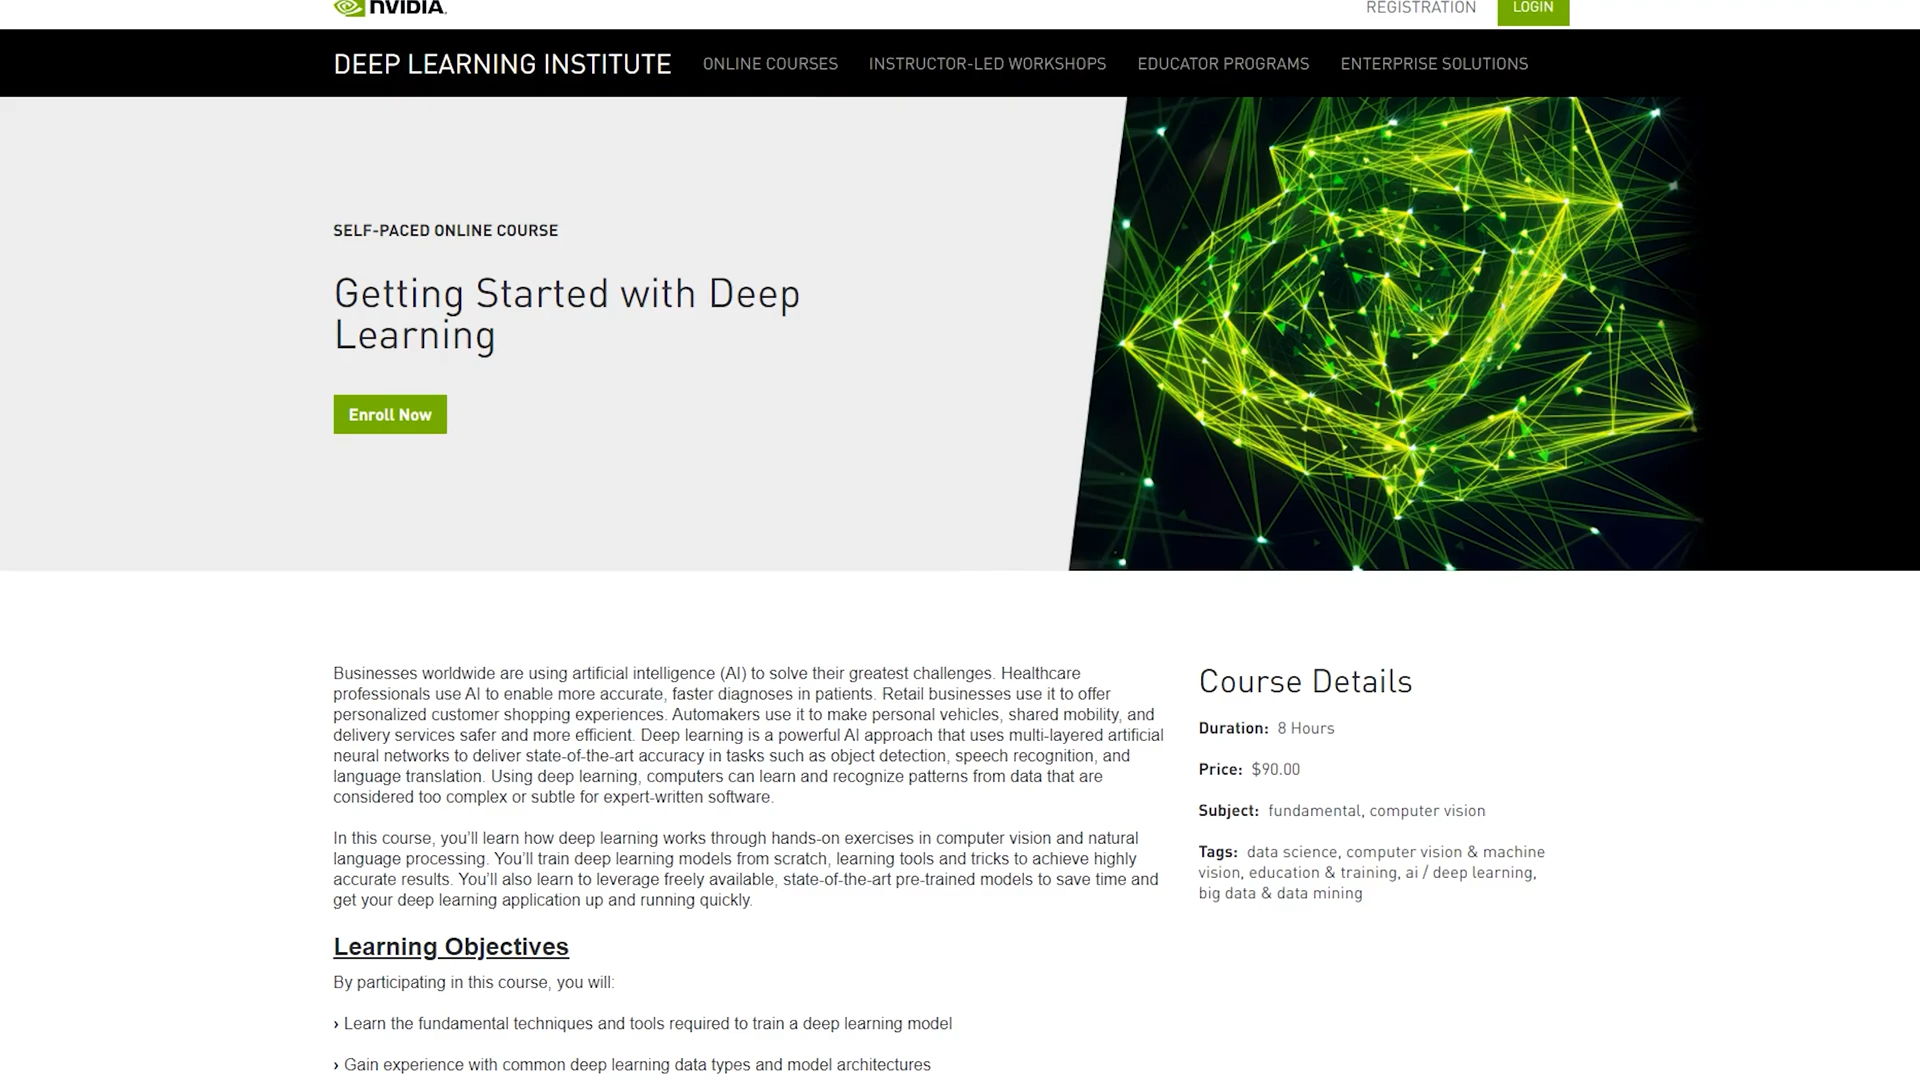 NVIDIA.
REGISTRATION
LOGIN
DEEP LEARNING INSTITUTE
ONLINE COURSES
INSTRUCTOR-LED WORKSHOPS
EDUCATOR PROGRAMS
ENTERPRISE SOLUTIONS
SELF-PACED ONLINE COURSE
Getting Started with Deep
Learning
Enroll Now
Businesses worldwide are using artificial intelligence (AI) to solve their greatest challenges. Healthcare
professionals use AI to enable more accurate, faster diagnoses in patients. Retail businesses use it to offer
personalized customer shopping experiences. Automakers use it to make personal vehicles, shared mobility, and
delivery services safer and more efficient. Deep learning is a powerful AI approach that uses multi-layered artificial
neural networks to deliver state-of-the-art accuracy in tasks such as object detection, speech recognition, and
language translation. Using deep learning, computers can learn and recognize patterns from data that are
considered too complex or subtle for expert-written software.
In this course, you’ll learn how deep learning works through hands-on exercises in computer vision and natural
language processing. You’ll train deep learning models from scratch, learning tools and tricks to achieve highly
accurate results. You’ll also learn to leverage freely available, state-of-the-art pre-trained models to save time and
get your deep learning application up and running quickly.
Learning Objectives
By participating in this course, you will:
› Learn the fundamental techniques and tools required to train a deep learning model
› Gain experience with common deep learning data types and model architectures
Course Details
Duration: 8 Hours
Price: $90.00
Subject: fundamental, computer vision
Tags: data science, computer vision & machine
vision, education & training, ai / deep learning,
big data & data mining